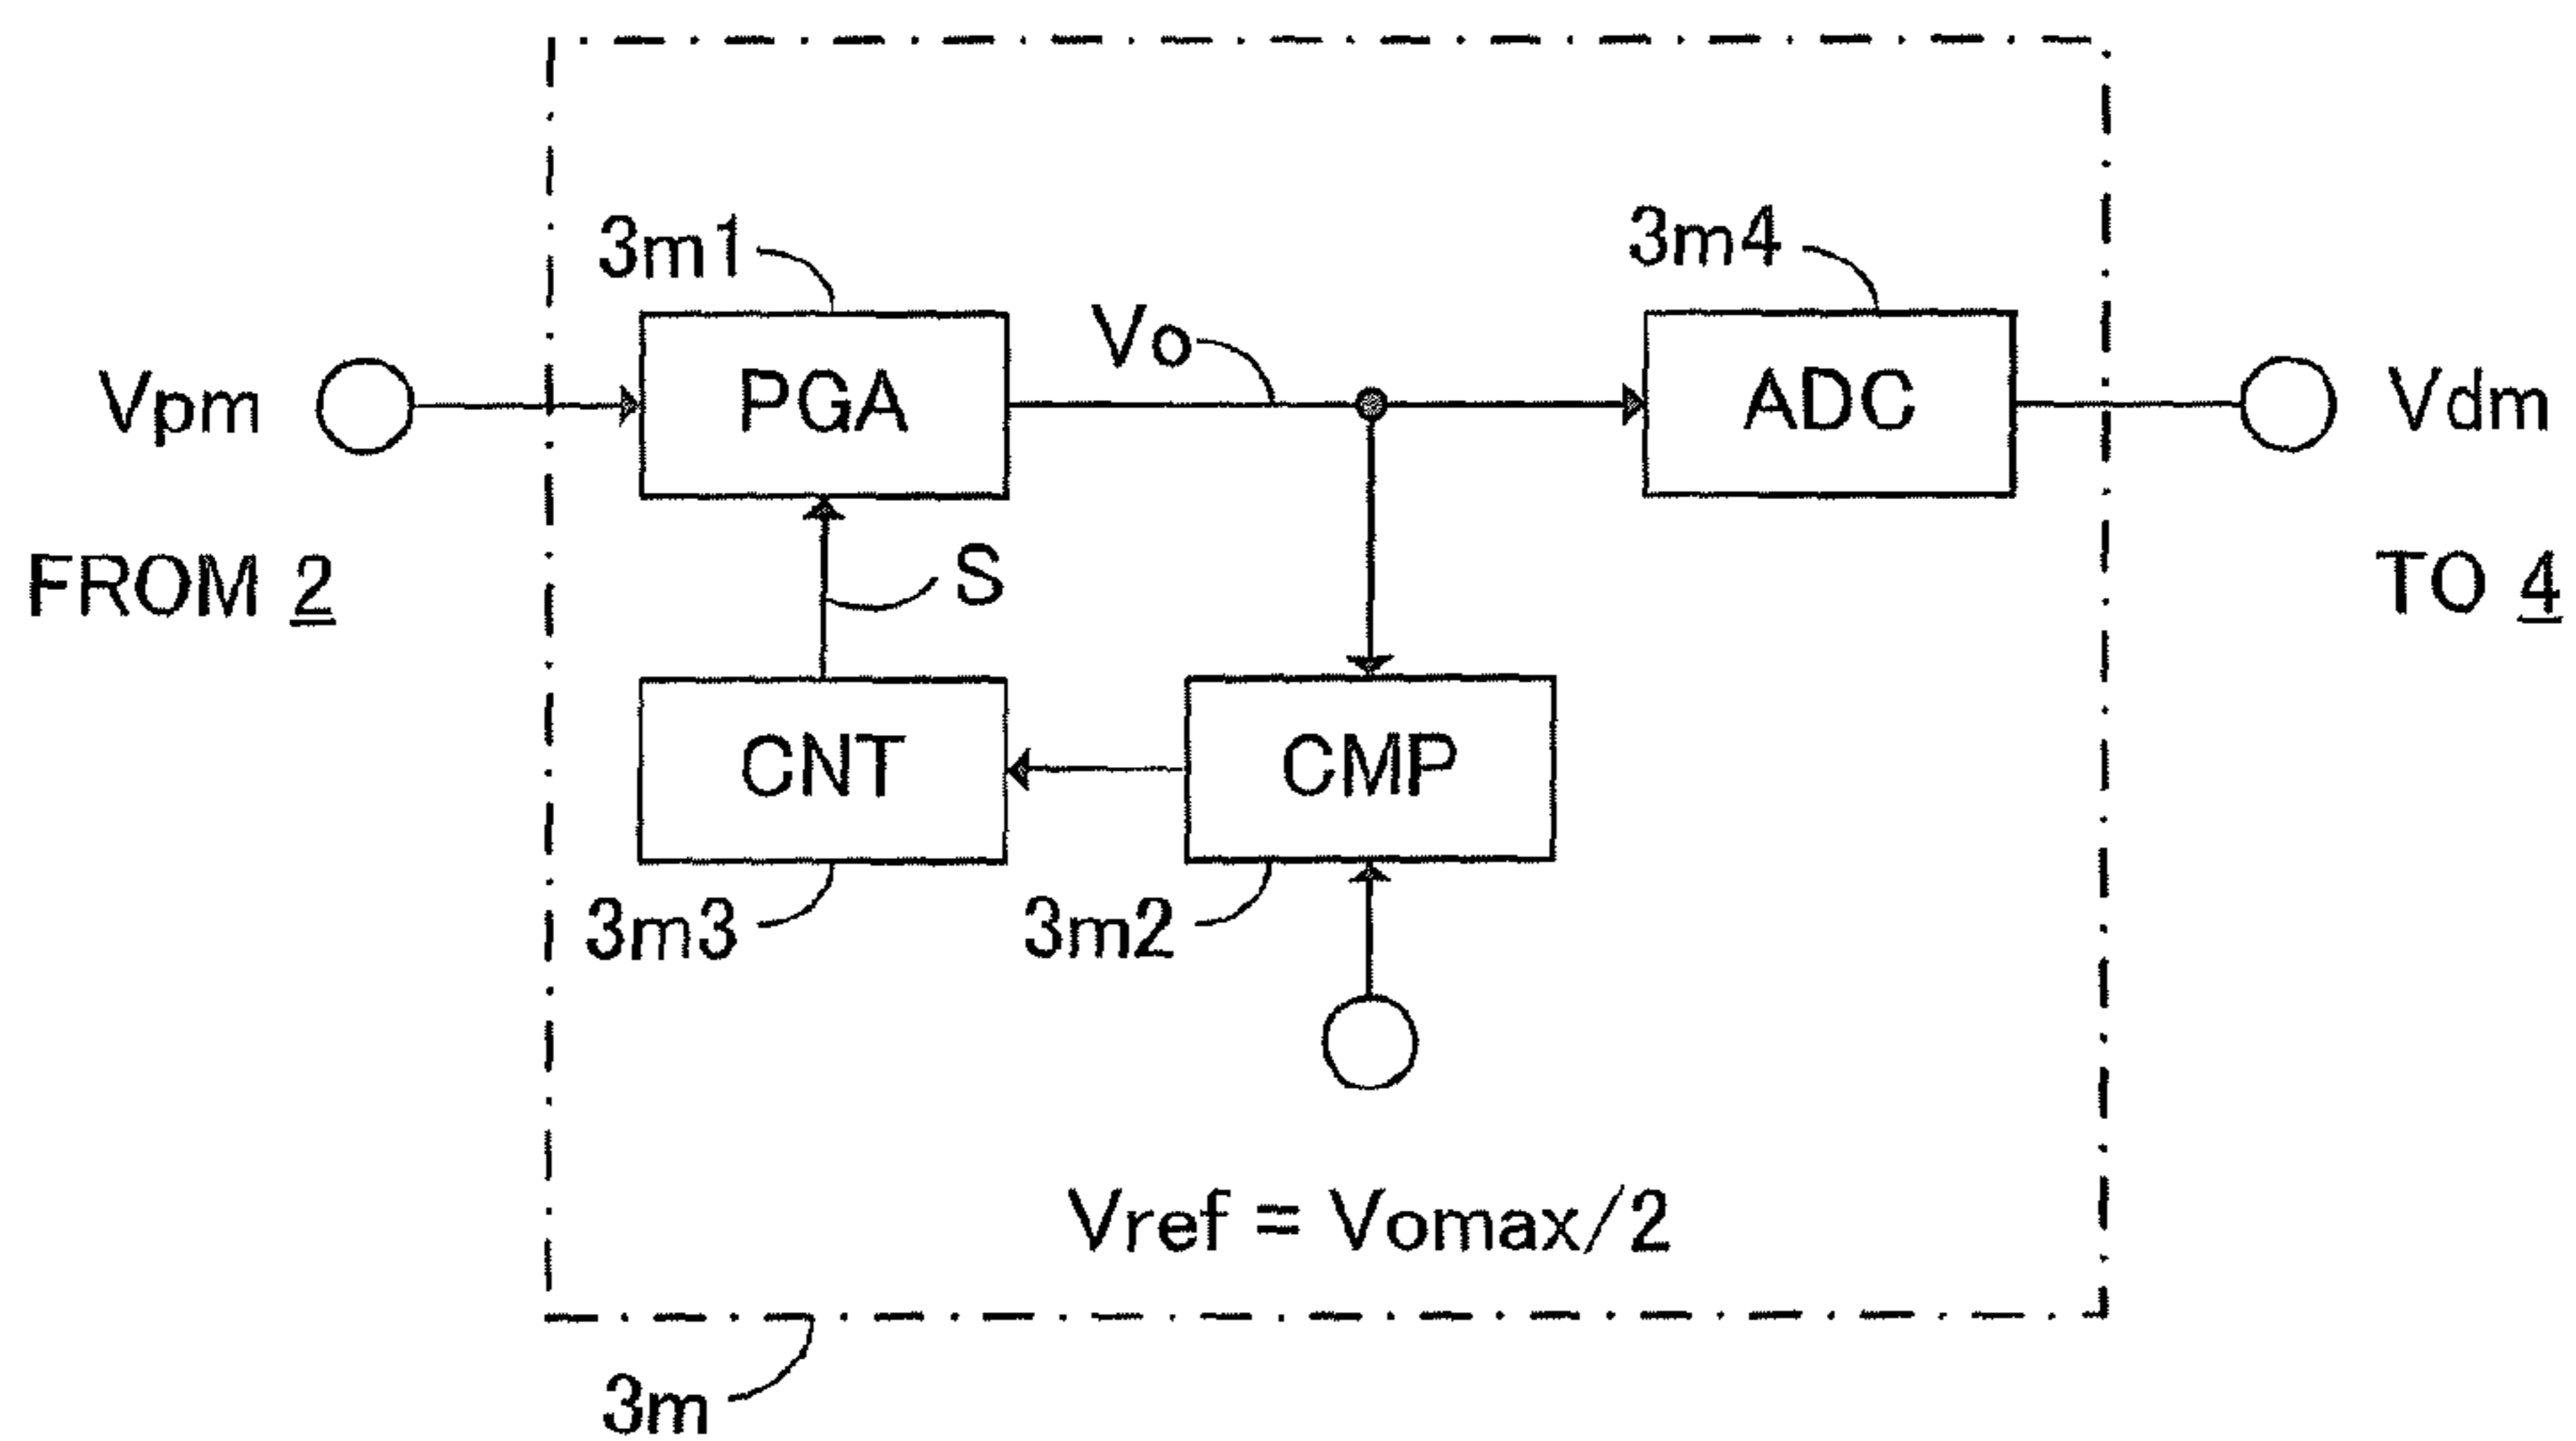 3m1
3m4
Vo
Vpm
PGA
ADC
Vdm
FROM 2
S
TO 4
CNT
CMP
3m3
3m2
Vref = Vomax/2
3m